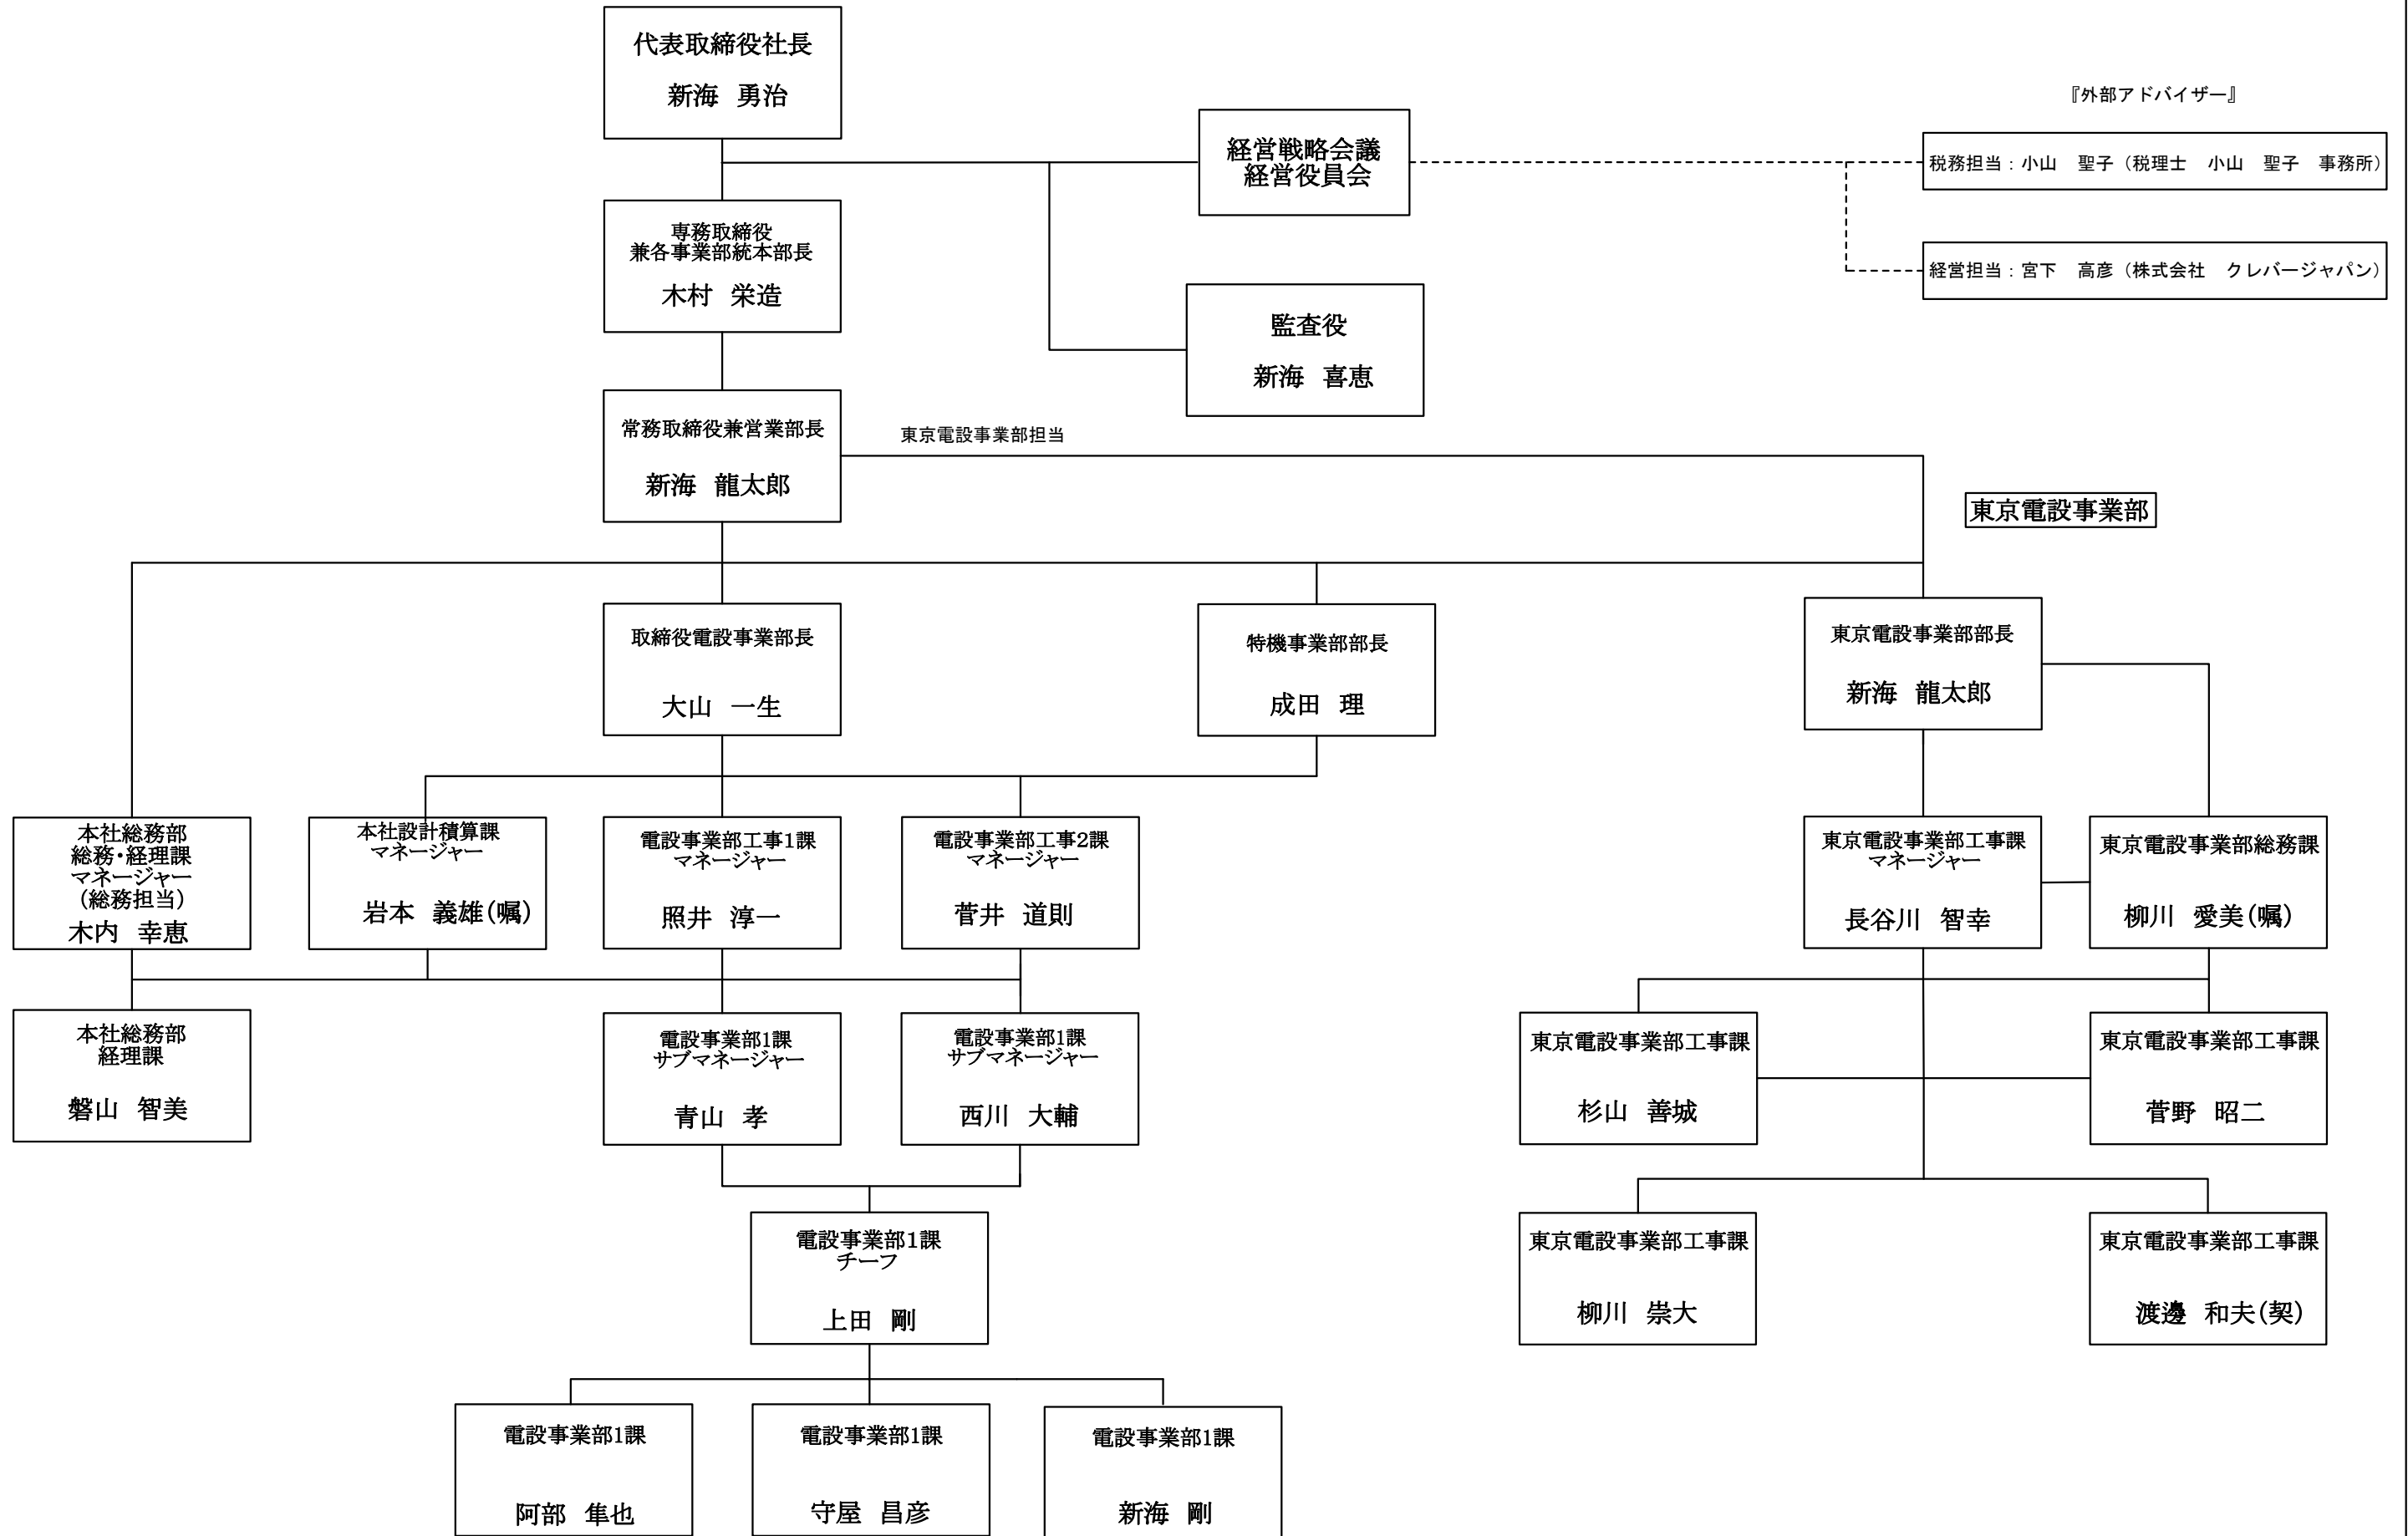 代表取締役社長
新海　勇治
『外部アドバイザー』
経営戦略会議
経営役員会
税務担当：小山　聖子（税理士　小山　聖子　事務所）
専務取締役
兼各事業部統本部長
木村　栄造
経営担当：宮下　高彦（株式会社　クレバージャパン）
監査役
新海　喜恵
常務取締役兼営業部長
新海　龍太郎
東京電設事業部担当
東京電設事業部
取締役電設事業部長
大山　一生
特機事業部部長
成田　理
東京電設事業部部長
新海　龍太郎
本社総務部
総務・経理課
マネージャー
（総務担当）
木内　幸恵
本社設計積算課
マネージャー
岩本　義雄（嘱）
電設事業部工事1課
マネージャー
照井　淳一
電設事業部工事2課
マネージャー
菅井　道則
東京電設事業部工事課
マネージャー
長谷川　智幸
東京電設事業部総務課
柳川　愛美（嘱）
本社総務部
経理課
磐山　智美
電設事業部1課
サブマネージャー
青山　孝
電設事業部1課
サブマネージャー
西川　大輔
東京電設事業部工事課
杉山　善城
東京電設事業部工事課
菅野　昭二
電設事業部1課
チーフ
上田　剛
東京電設事業部工事課
柳川　崇大
東京電設事業部工事課
渡邊　和夫（契）
電設事業部1課
阿部　隼也
電設事業部1課
守屋　昌彦
電設事業部1課
新海　剛